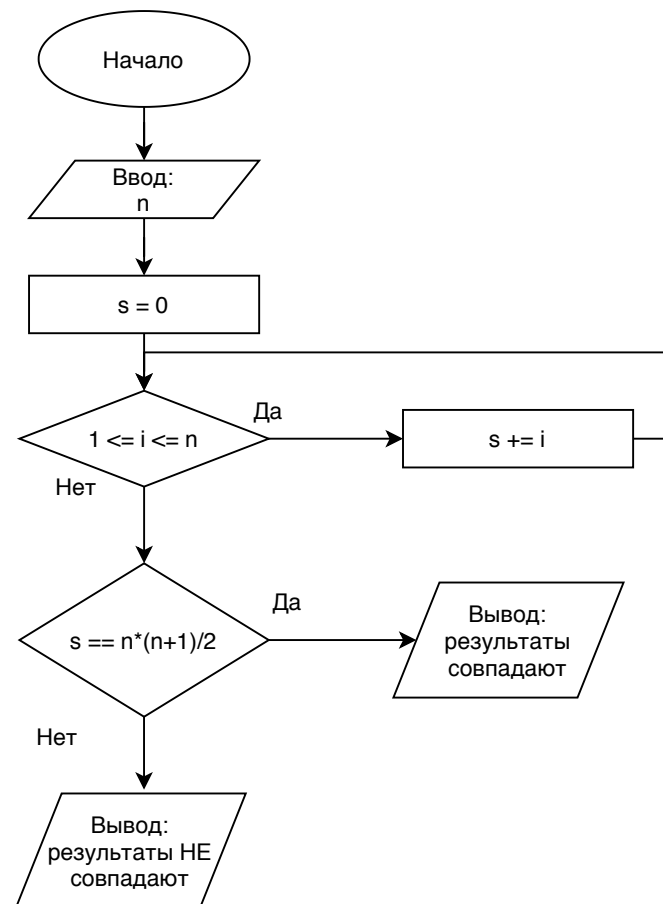 Начало
Ввод:
n
s = 0
1 <= i <= n
Да
s += i
Нет
s == n*(n+1)/2
Да
Вывод:
результаты
совпадают
Нет
Вывод:
результаты НЕ
совпадают